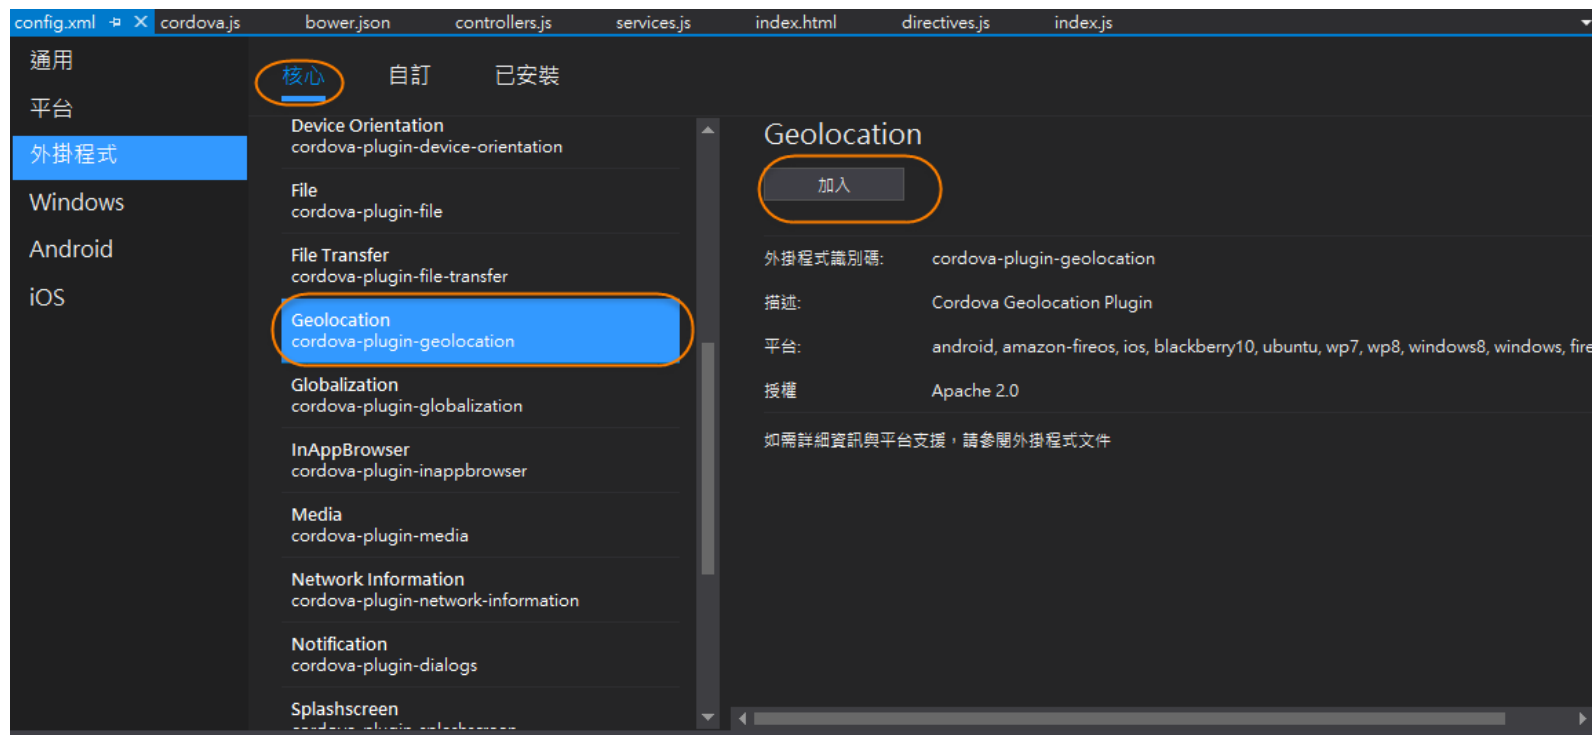 config.xml cordova.js bower.json controllers.js services.js index.html directives.js index.js
通用
平台
外掛程式
Windows
Android
iOS
核心 自訂 已安裝
Device Orientation
cordova-plugin-device-orientation
File
cordova-plugin-file
File Transfer
cordova-plugin-file-transfer
Geolocation
cordova-plugin-geolocation
Globalization
cordova-plugin-globalization
InAppBrowser
cordova-plugin-inappbrowser
Media
cordova-plugin-media
Network Information
cordova-plugin-network-information
Notification
cordova-plugin-dialogs
Splashscreen
Geolocation
加入
外掛程式識別碼: cordova-plugin-geolocation
描述: Cordova Geolocation Plugin
平台: android, amazon-fireos, ios, blackberry10, ubuntu, wp7, wp8, windows8, windows, fire
授權 Apache 2.0
如需詳細資訊與平台支援，請參閱外掛程式文件